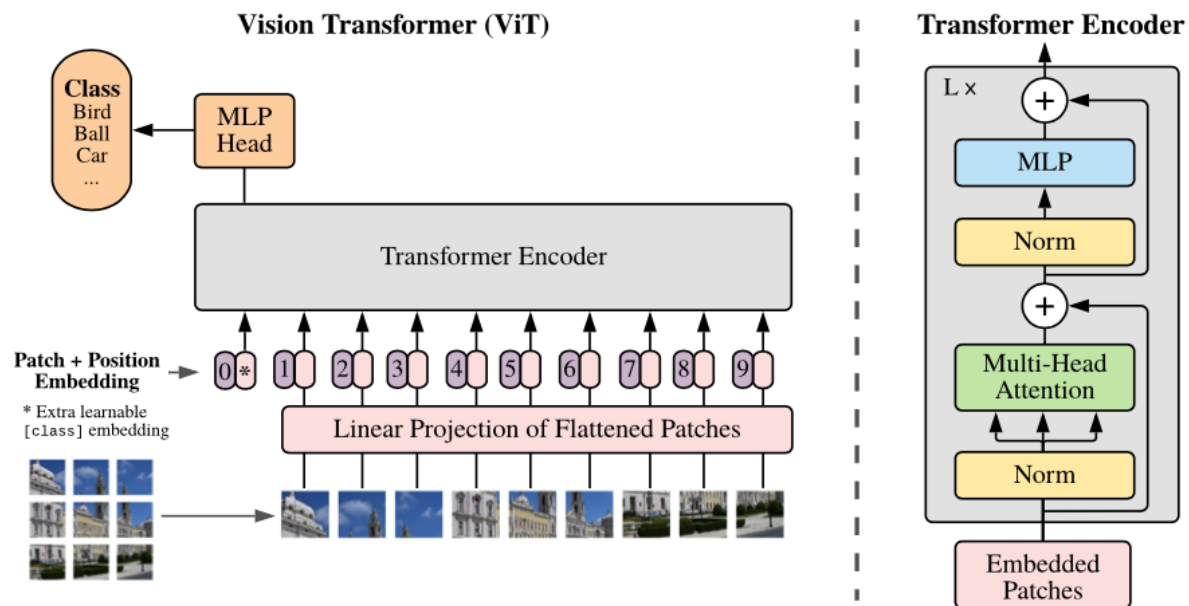 Vision Transformer (ViT)
Class
Bird
Ball
Car
...
MLP
Head
Transformer Encoder
Patch + Position
Embedding
0 * 1 2 3 4 5 6 7 8 9
* Extra learnable
[class] embedding
Linear Projection of Flattened Patches
Transformer Encoder
L ×
+
MLP
Norm
+
Multi-Head
Attention
Norm
Embedded
Patches